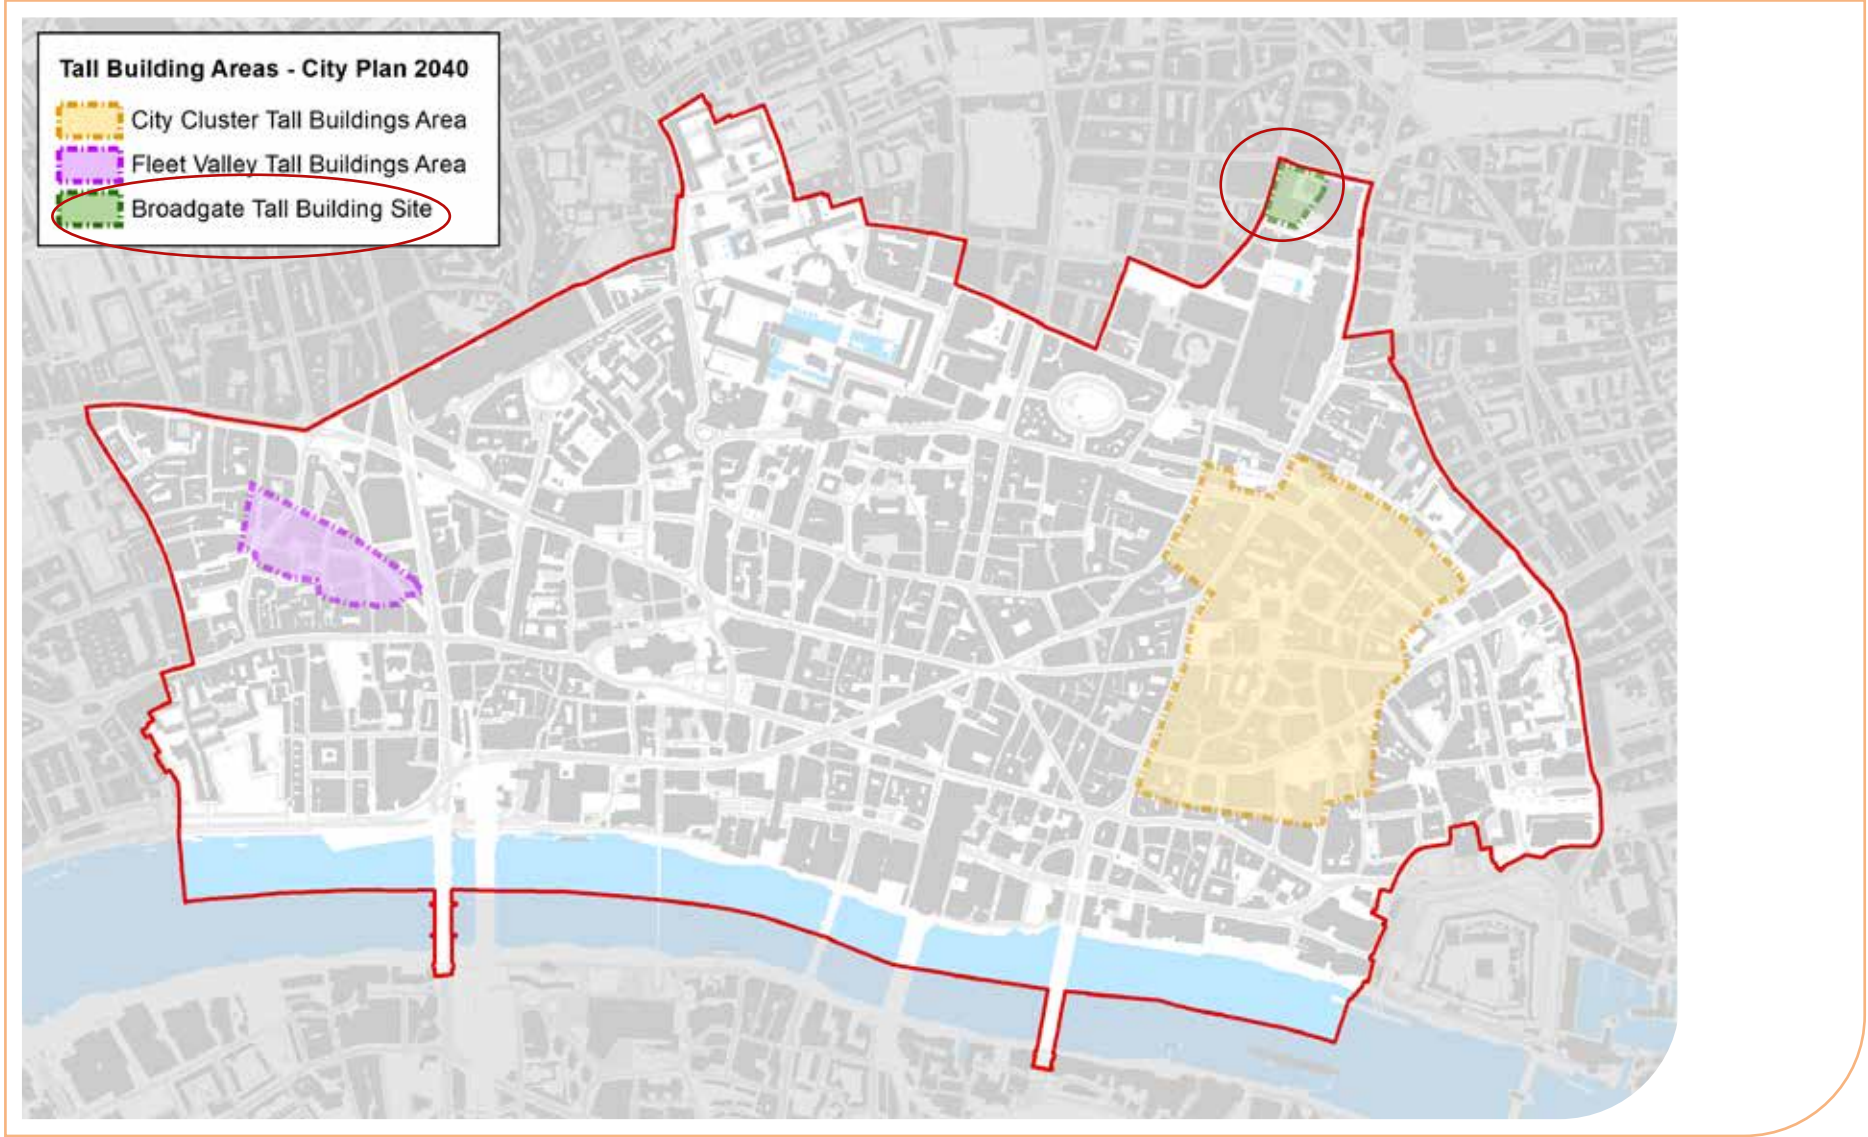 Tall Building Areas - City Plan 2040
City Cluster Tall Buildings Area
Fleet Valley Tall Buildings Area
Broadgate Tall Building Site